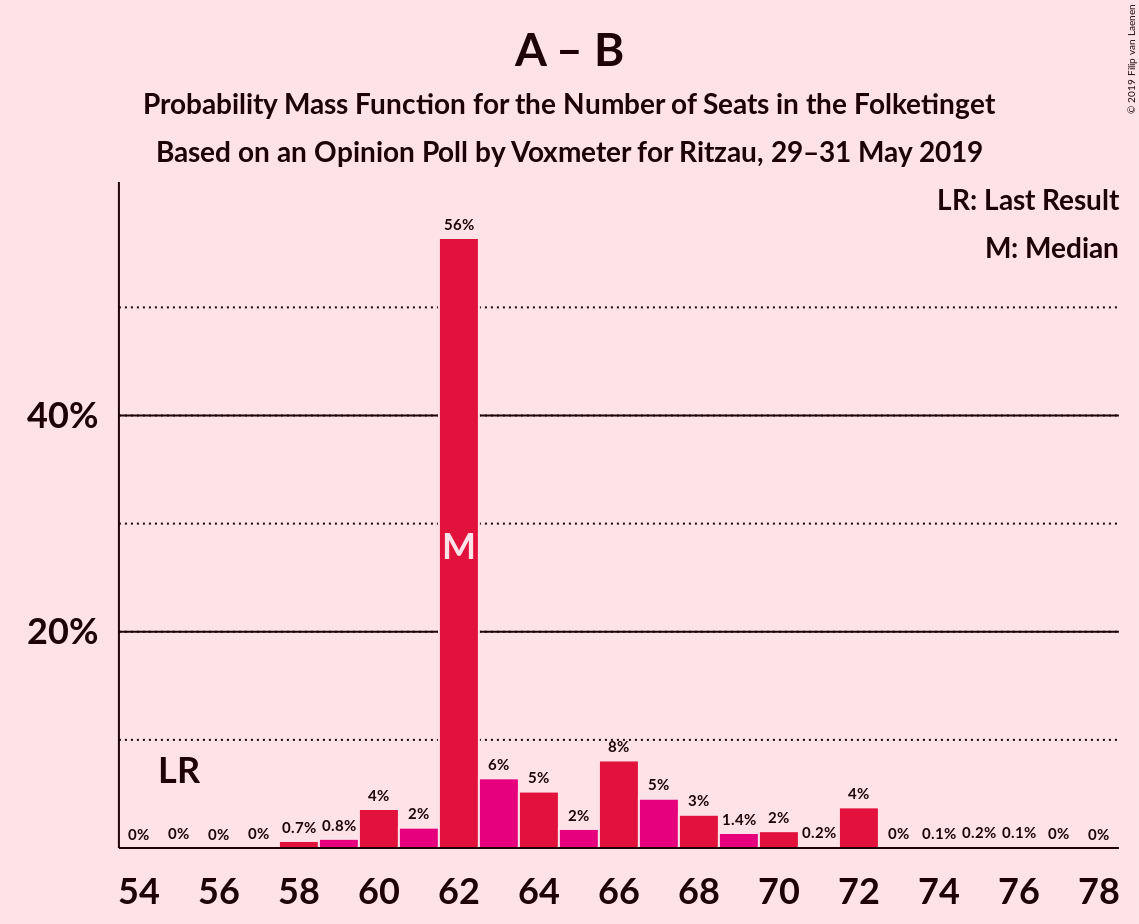 A – B
Probability Mass Function for the Number of Seats in the Folketinget
Based on an Opinion Poll by Voxmeter for Ritzau, 29–31 May 2019
© 2019 Filip van Laenen
LR: Last Result
M: Median
56%
40%
M
20%
LR
0% 0% 0% 0% 0.7% 0.8% 4% 2% 6% 5% 2% 8% 5% 3% 1.4% 2% 0.2% 4% 0% 0.1% 0.2% 0.1% 0% 0%
54 56 58 60 62 64 66 68 70 72 74 76 78